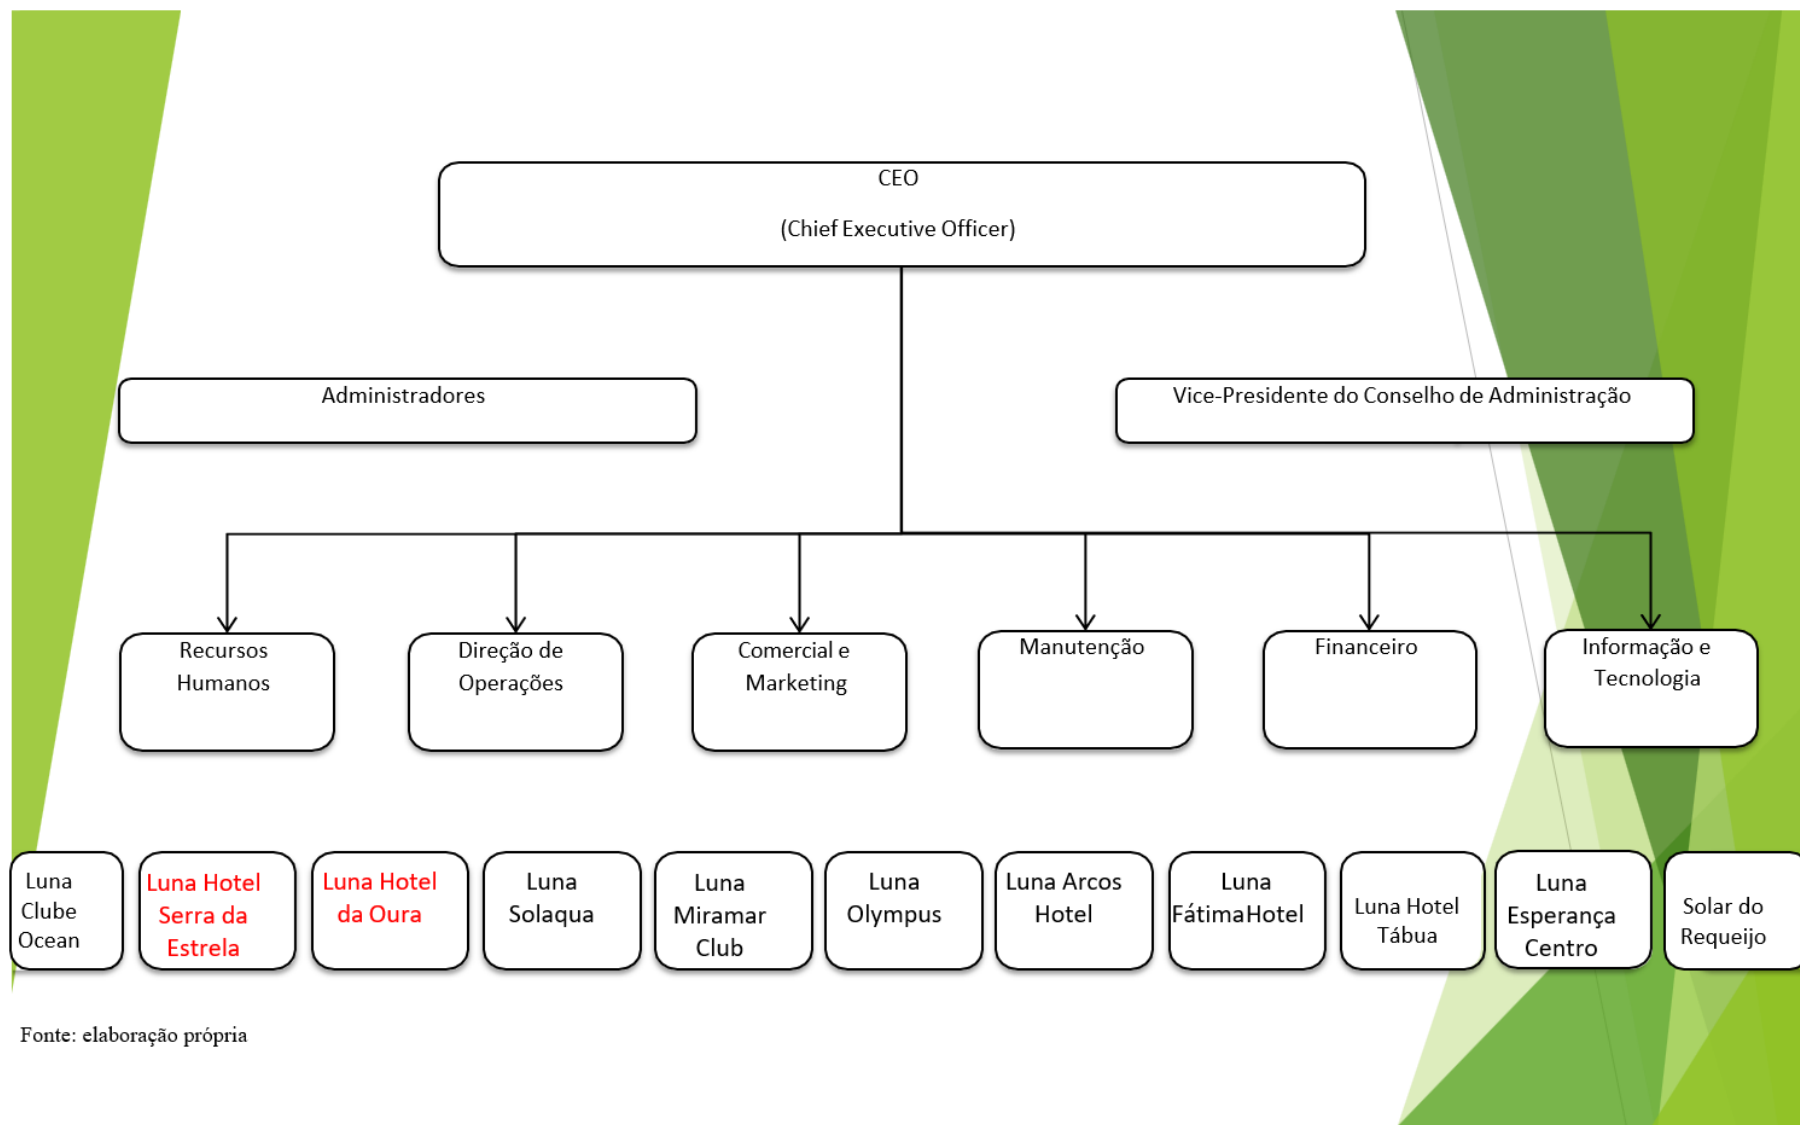 CEO
(Chief Executive Officer)
Administradores
Vice-Presidente do Conselho de Administração
Recursos
Humanos
Direção de
Operações
Comercial e
Marketing
Manutenção
Financeiro
Informação e
Tecnologia
Luna
Clube
Ocean
Luna Hotel
Serra da
Estrela
Luna Hotel
da Oura
Luna
Solaqua
Luna
Miramar
Club
Luna
Olympus
Luna Arcos
Hotel
Luna
FátimaHotel
Luna Hotel
Tábua
Luna
Esperança
Centro
Solar do
Requeijo
Fonte: elaboração própria